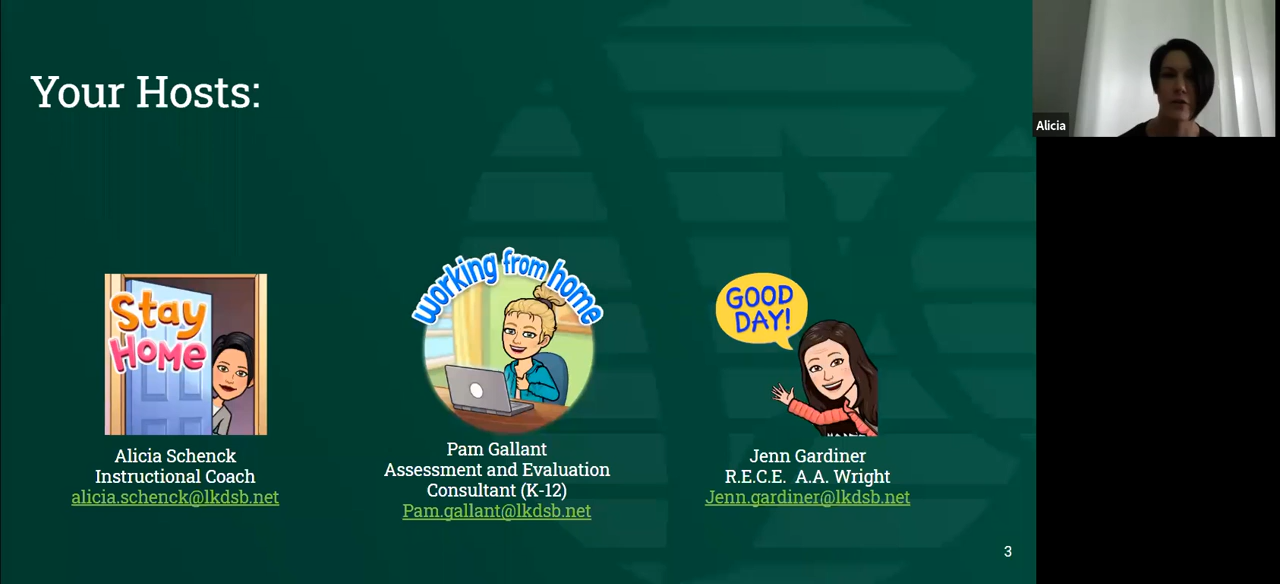 Your Hosts:
Alicia
Stay
Home
Alicia Schenck
Instructional Coach
alicia.schenck@lkdsb.net
working from home
Pam Gallant
Assessment and Evaluation
Consultant (K-12)
Pam.gallant@lkdsb.net
GOOD
DAY!
Jenn Gardiner
R.E.C.E. A.A. Wright
Jenn.gardiner@lkdsb.net
3